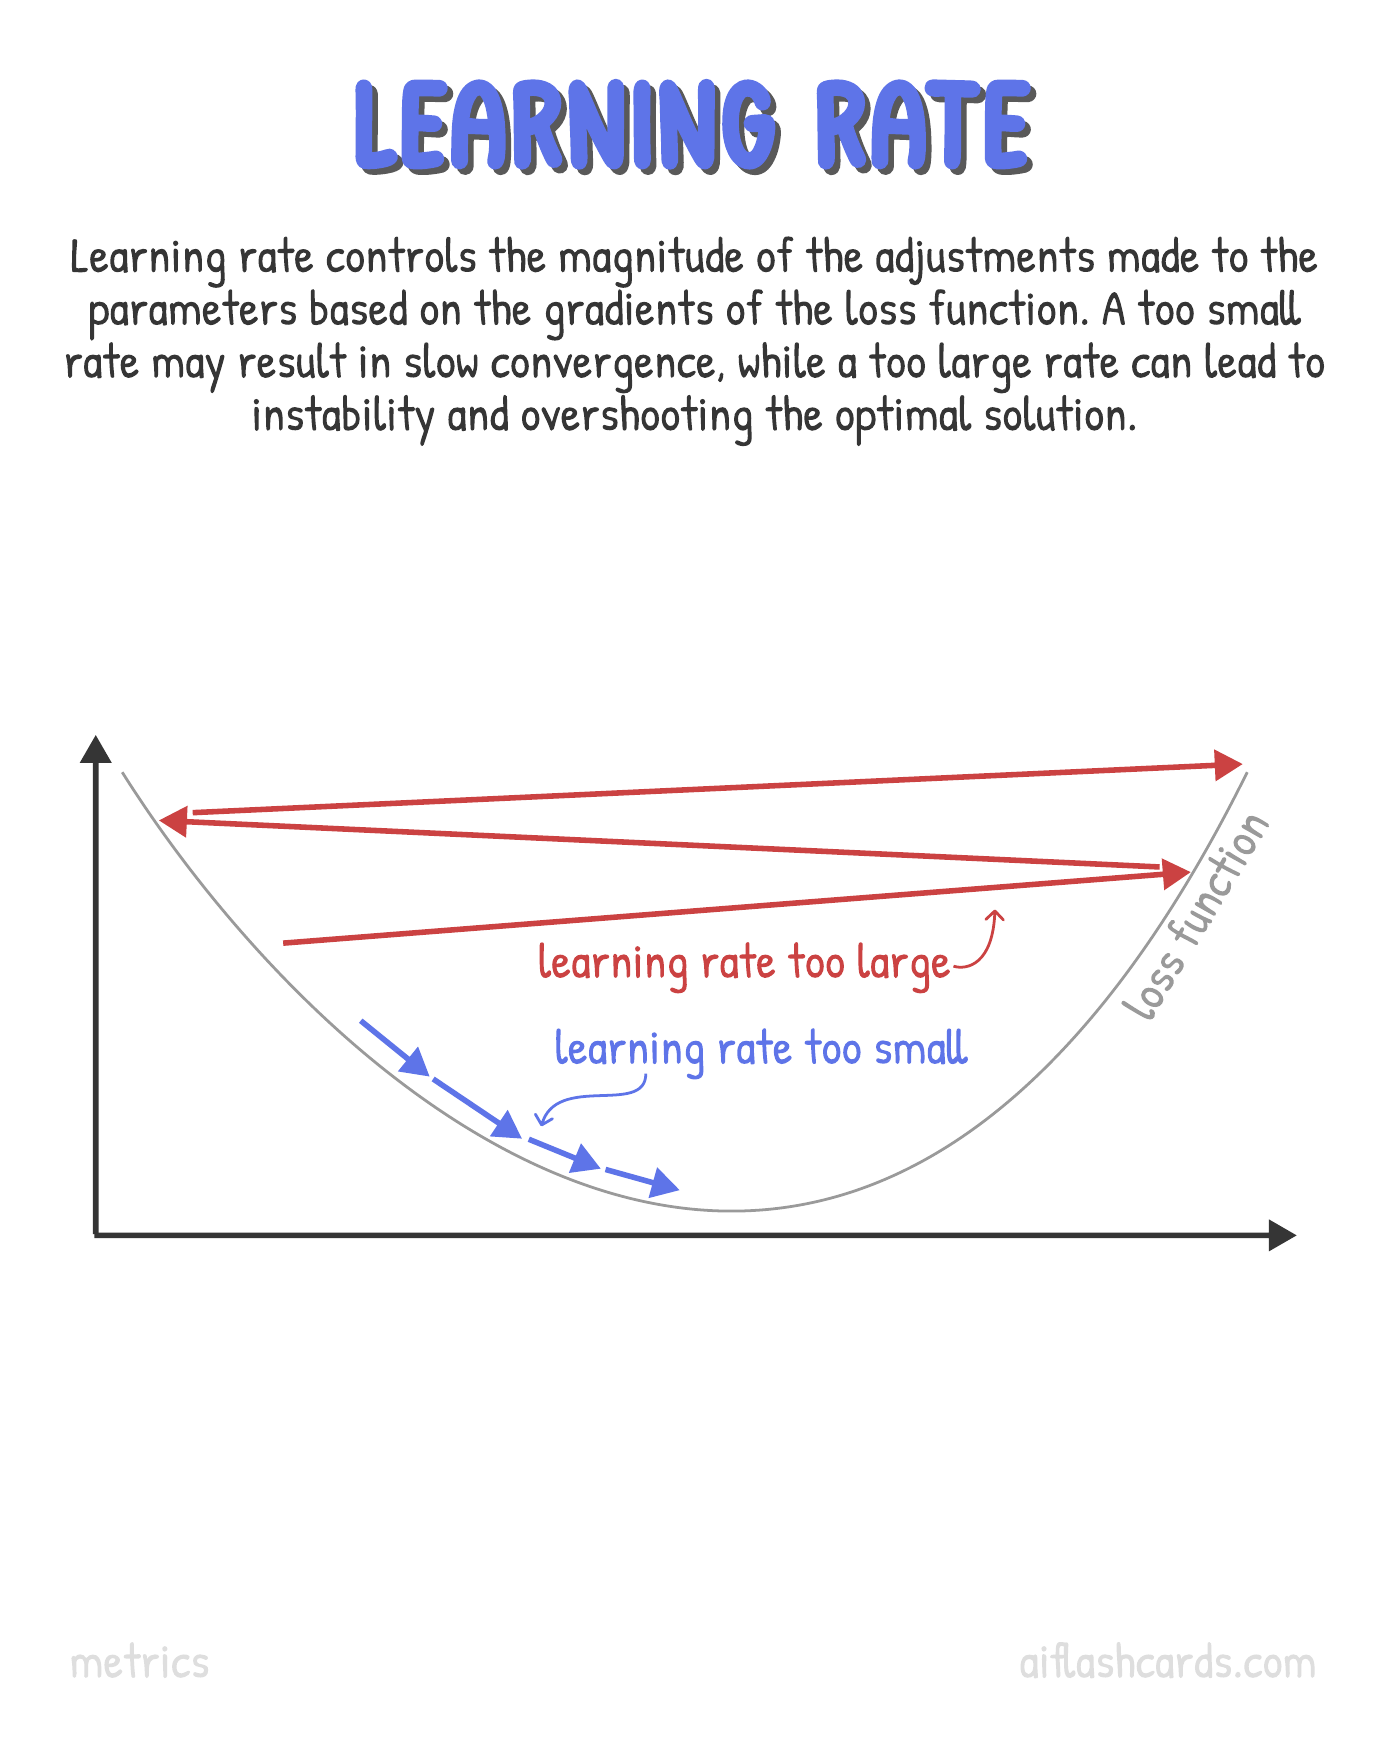 LEARNING RATE
Learning rate controls the magnitude of the adjustments made to the
parameters based on the gradients of the loss function. A too small
rate may result in slow convergence, while a too large rate can lead to
instability and overshooting the optimal solution.
loss function
learning rate too large
learning rate too small
metrics
aiflashcards.com